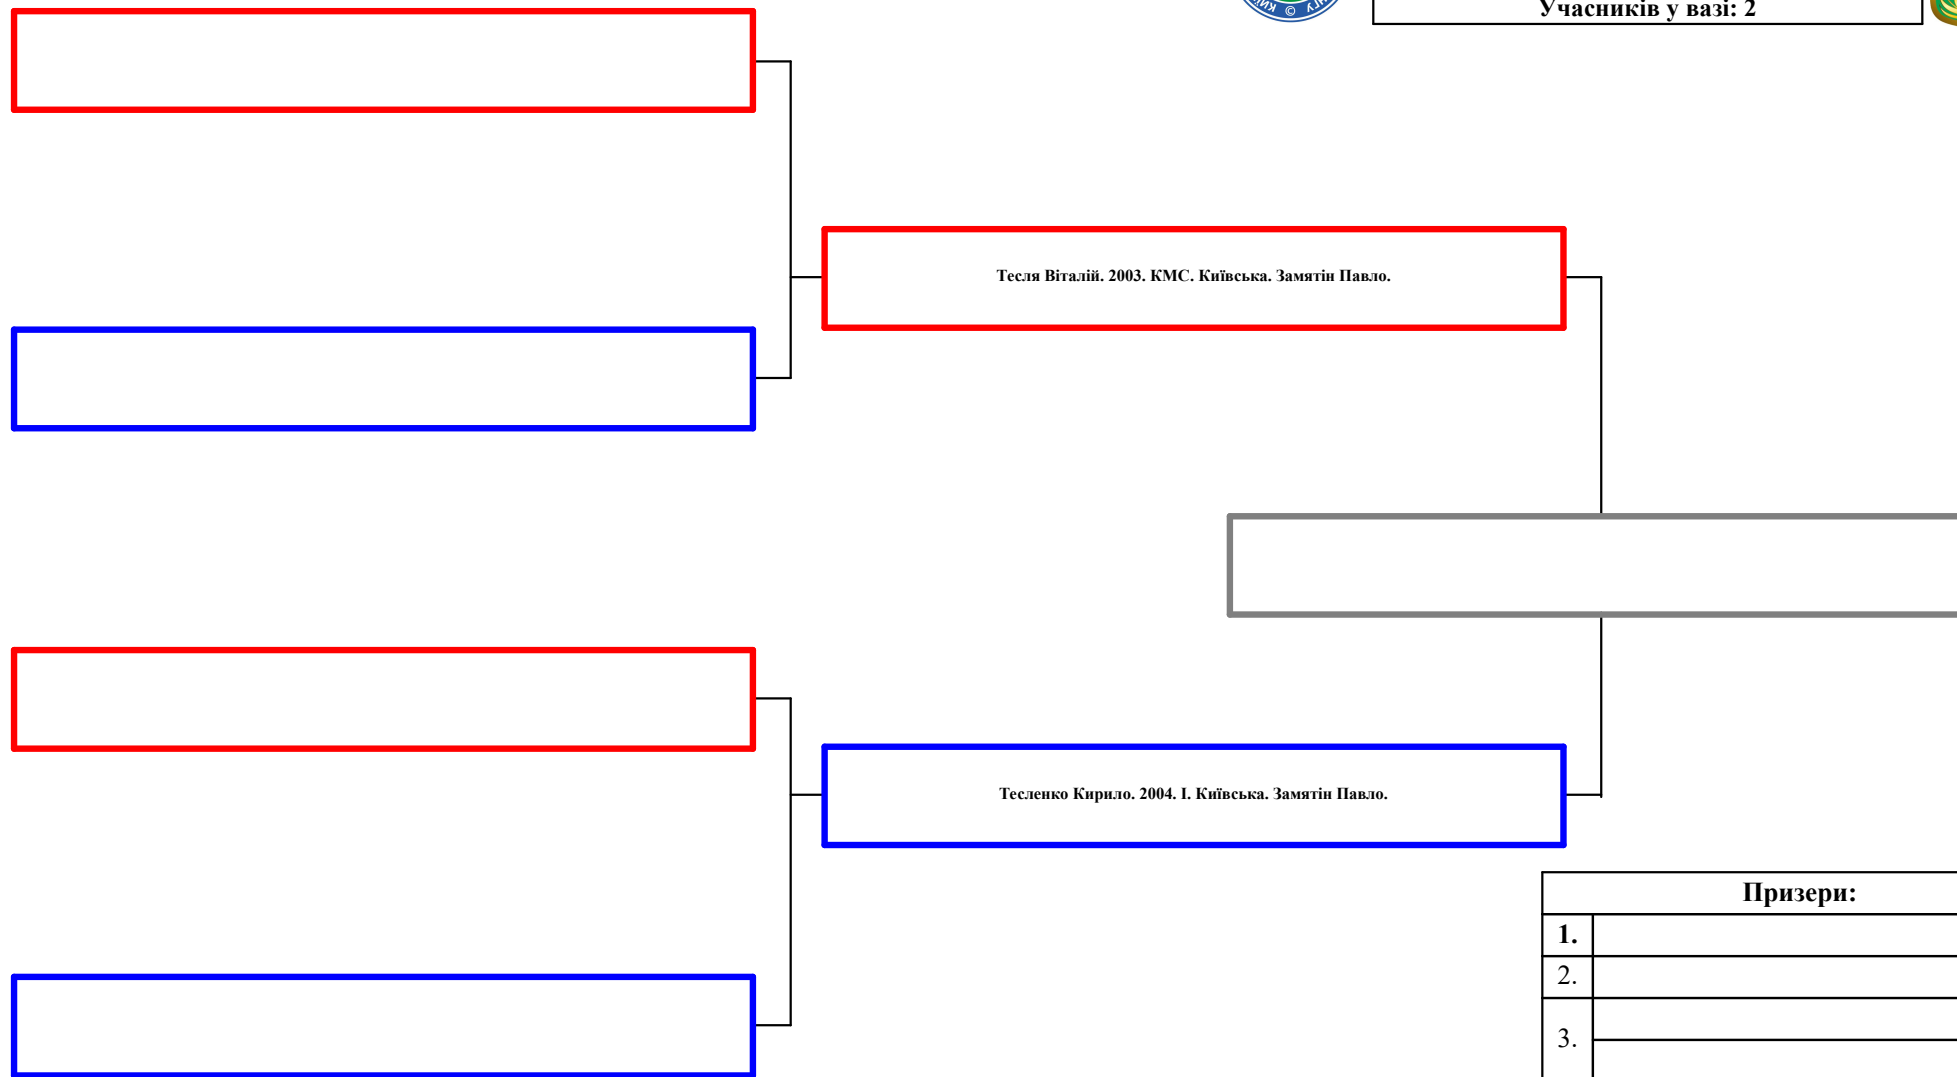 Учасників у вазі: 2
Тесля Віталій. 2003. КМС. Київська. Замятін Павло.
Тесленко Кирило. 2004. І. Київська. Замятін Павло.
Призери:
1.
2.
3.